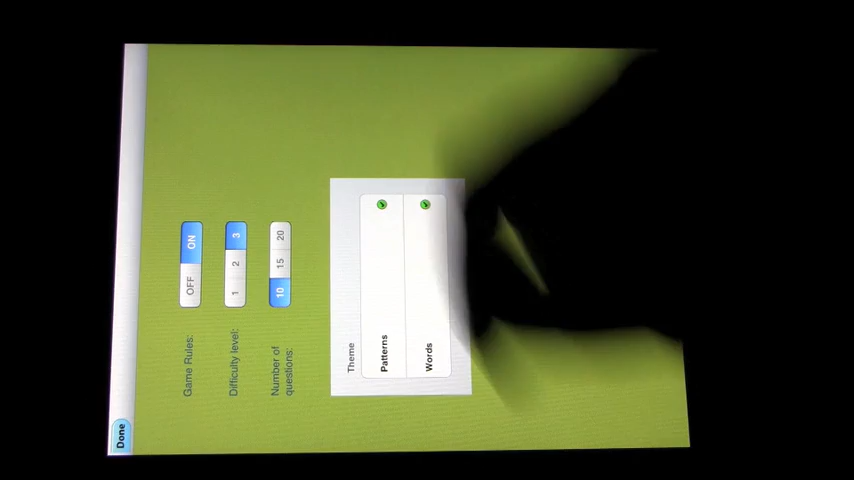 Done
Game Rules: OFF ON
Difficulty level: 1 2 3
Number of questions: 10 15 20
Theme
Patterns
Words